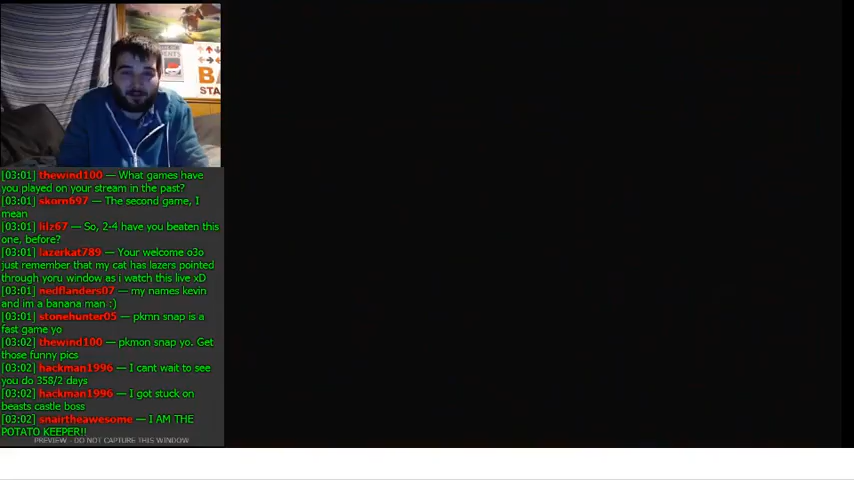 BA
STA
[03:01] thewind100 — What games have
you played on your stream in the past?
[03:01] skorn697 — The second game, I
mean
[03:01] lilz67 — So, 2-4 have you beaten this
one, before?
[03:01] lazerkat789 — Your welcome o3o
just remember that my cat has lazers pointed
through yoru window as i watch this live xD
[03:01] nedflanders07 — my names kevin
and im a banana man :)
[03:01] stonehunter05 — pkmn snap is a
fast game yo
[03:02] thewind100 — pkmon snap yo. Get
those funny pics
[03:02] hackman1996 — I cant wait to see
you do 358/2 days
[03:02] hackman1996 — I got stuck on
beasts castle boss
[03:02] snairtheawesome — I AM THE
POTATO KEEPER!!
PREVIEW - DO NOT CAPTURE THIS WINDOW